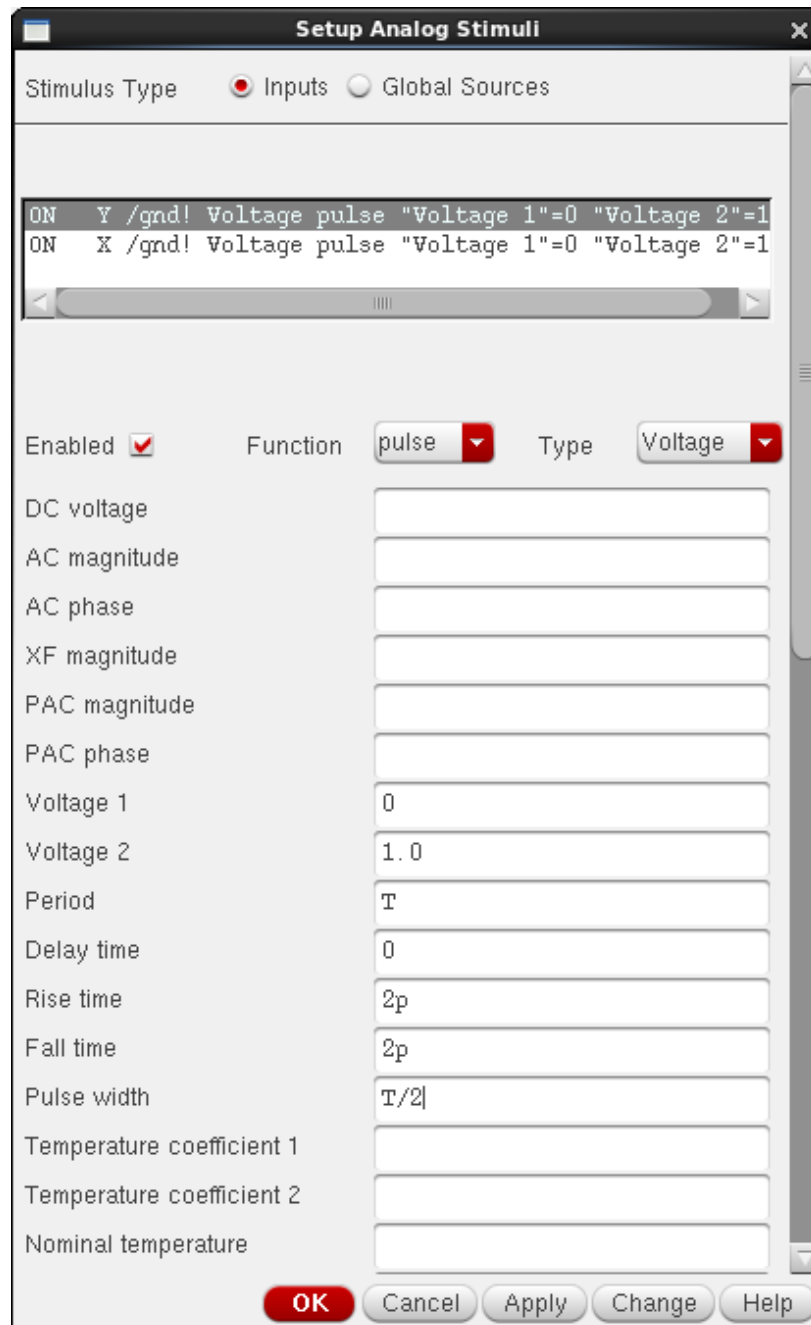 Setup Analog Stimuli
Stimulus Type Inputs Global Sources
ON Y /gnd! Voltage pulse "Voltage 1"=0 "Voltage 2"=1
ON X /gnd! Voltage pulse "Voltage 1"=0 "Voltage 2"=1
Enabled Function pulse Type Voltage
DC voltage
AC magnitude
AC phase
XF magnitude
PAC magnitude
PAC phase
Voltage 1 0
Voltage 2 1.0
Period T
Delay time 0
Rise time 2p
Fall time 2p
Pulse width T/2
Temperature coefficient 1
Temperature coefficient 2
Nominal temperature
OK Cancel Apply Change Help